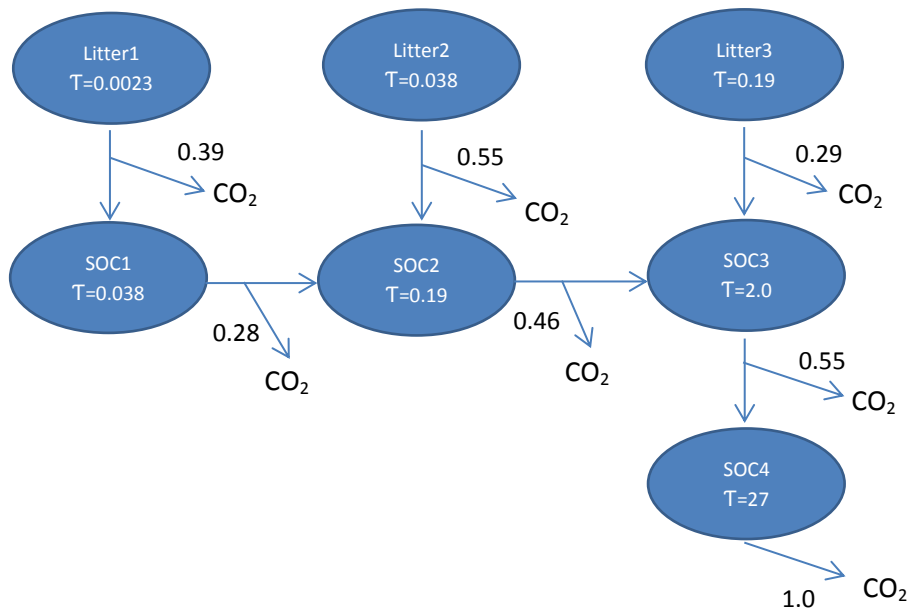 Litter1
Ƭ=0.0023
Litter2
Ƭ=0.038
Litter3
Ƭ=0.19
0.39
CO₂
0.55
CO₂
0.29
CO₂
SOC1
Ƭ=0.038
SOC2
Ƭ=0.19
SOC3
Ƭ=2.0
0.28
CO₂
0.46
CO₂
0.55
CO₂
SOC4
Ƭ=27
1.0
CO₂